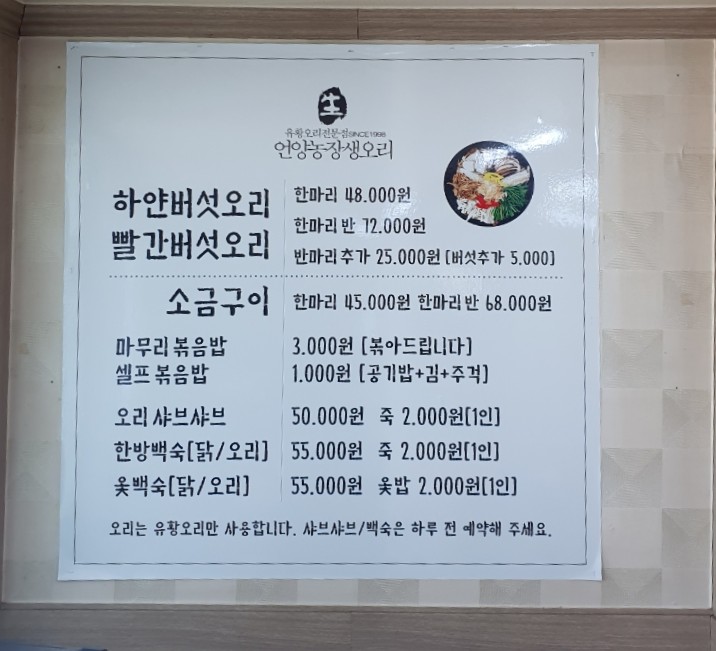 生
유황오리전문점SINCE1998
언양농장생오리
하얀버섯오리
빨간버섯오리
한마리 48.000원
한마리 반 72.000원
반마리 추가 25.000원 [버섯추가 5.000]
소금구이 한마리 45.000원 한마리 반 68.000원
마무리 볶음밥 3.000원 [볶아드립니다]
셀프 볶음밥 1.000원 [공기밥+김+주걱]
오리 샤브샤브 50.000원 죽 2.000원[1인]
한방백숙[닭/오리] 55.000원 죽 2.000원[1인]
옻백숙[닭/오리] 55.000원 옻밥 2.000원[1인]
오리는 유황오리만 사용합니다. 샤브샤브/백숙은 하루 전 예약해 주세요.